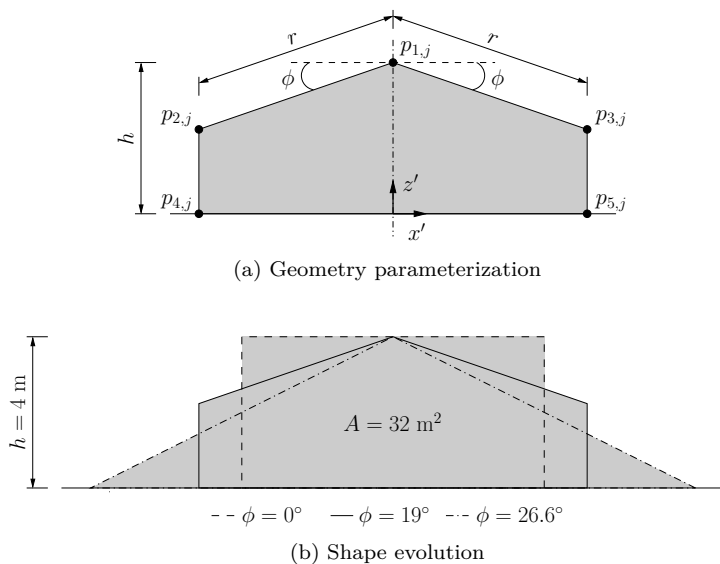 r r
p₁,ⱼ
ϕ ϕ
p₂,ⱼ p₃,ⱼ
h
z′
p₄,ⱼ p₅,ⱼ
x′
(a) Geometry parameterization
h = 4 m
A = 32 m²
ϕ = 0° ϕ = 19° ϕ = 26.6°
(b) Shape evolution